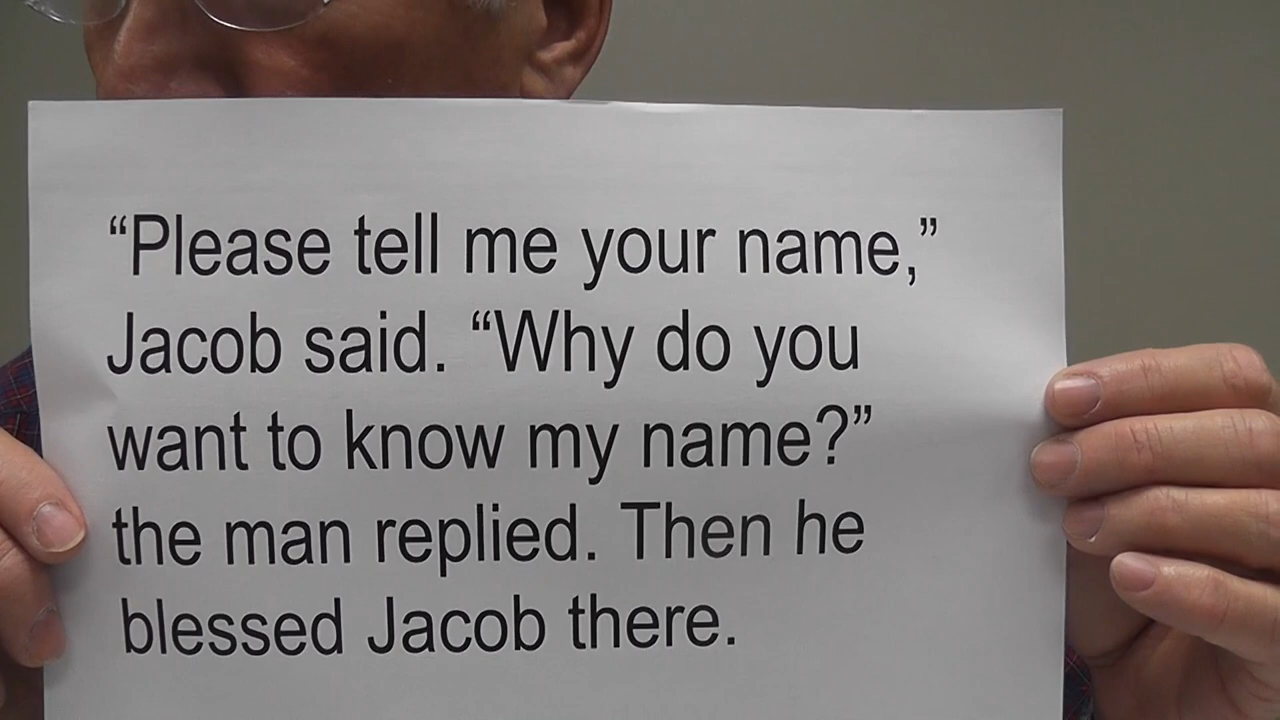 “Please tell me your name,”
Jacob said. “Why do you
want to know my name?”
the man replied. Then he
blessed Jacob there.